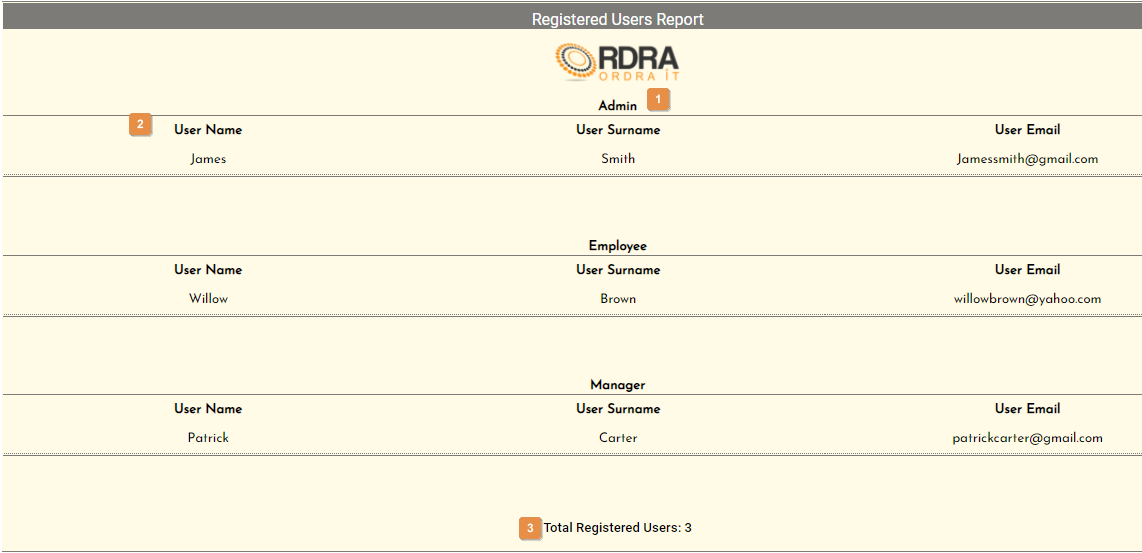 Registered Users Report
ORDRA
ORDRA IT
Admin 1
2 User Name User Surname User Email
James Smith Jamessmith@gmail.com
Employee
User Name User Surname User Email
Willow Brown willowbrown@yahoo.com
Manager
User Name User Surname User Email
Patrick Carter patrickcarter@gmail.com
3 Total Registered Users: 3